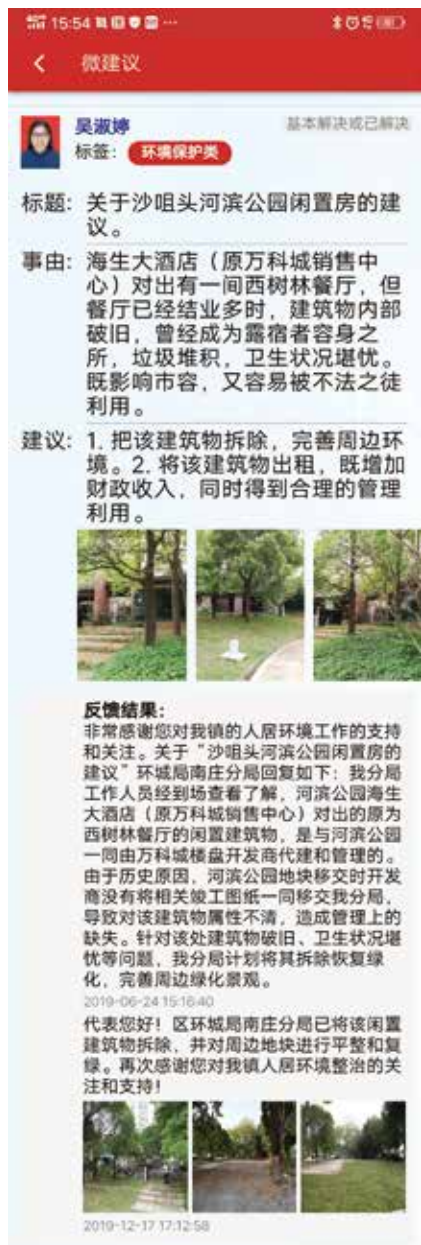 15:54
微建议
吴淑婷
基本解决或已解决
标签:
环境保护类
标题: 关于沙咀头河滨公园闲置房的建
议。
事由: 海生大酒店(原万科城销售中
心)对出有一间西树林餐厅,但
餐厅已经结业多时,建筑物内部
破旧,曾经成为露宿者容身之
所,垃圾堆积,卫生状况堪忧。
既影响市容,又容易被不法之徒
利用。
建议: 1. 把该建筑物拆除,完善周边环
境。2. 将该建筑物出租,既增加
财政收入,同时得到合理的管理
利用。
反馈结果:
非常感谢您对我镇的人居环境工作的支持
和关注。关于“沙咀头河滨公园闲置房的
建议”环城局南庄分局回复如下:我分局
工作人员经到场查看了解,河滨公园海生
大酒店(原万科城销售中心)对出的原为
西树林餐厅的闲置建筑物,是与河滨公园
一同由万科城楼盘开发商代建和管理的。
由于历史原因,河滨公园地块移交时开发
商没有将相关竣工图纸一同移交我分局,
导致对该建筑物属性不清,造成管理上的
缺失。针对该处建筑物破旧、卫生状况堪
忧等问题,我分局计划将其拆除恢复绿
化,完善周边绿化景观。
2019-06-24 15:16:40
代表您好!区环城局南庄分局已将该闲置
建筑物拆除,并对周边地块进行平整和复
绿。再次感谢您对我镇人居环境整治的关
注和支持!
2019-12-17 17:12:58